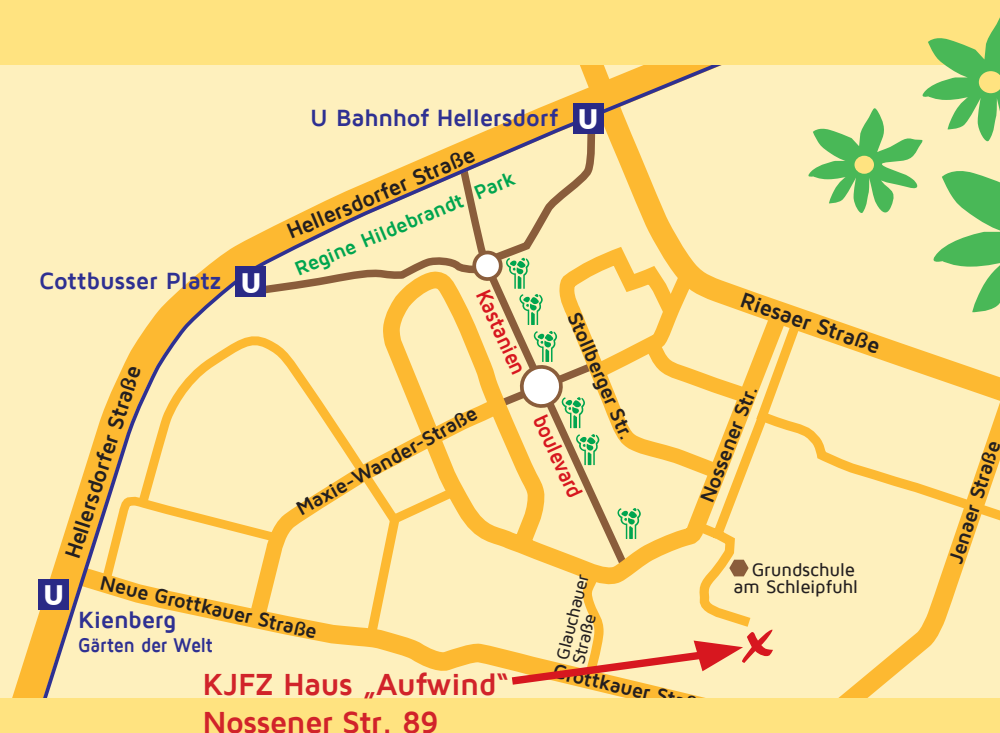 U Bahnhof Hellersdorf
U
Hellersdorfer Straße
Regine Hildebrandt Park
Cottbusser Platz
U
Kastanien
boulevard
Stollberger Str.
Riesaer Straße
Hellersdorfer Straße
Maxie-Wander-Straße
Nossener Str.
Jenaer Straße
U
Kienberg
Gärten der Welt
Neue Grottkauer Straße
Grundschule
am Schleipfuhl
Glauchauer
Straße
Grottkauer Straße
KJFZ Haus „Aufwind“
Nossener Str. 89